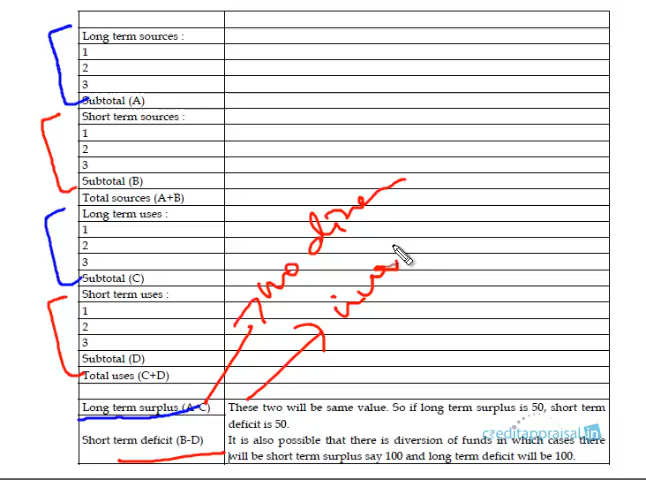 Long term sources :
1
2
3
Subtotal (A)
Short term sources :
1
2
3
Subtotal (B)
Total sources (A+B)
Long term uses :
1
2
3
Subtotal (C)
Short term uses :
1
2
3
Subtotal (D)
Total uses (C+D)
Long term surplus (A-C)
These two will be same value. So if long term surplus is 50, short term
deficit is 50.
Short term deficit (B-D)
It is also possible that there is diversion of funds in which cases there
will be short term surplus say 100 and long term deficit will be 100.
creditappraisal.in
no